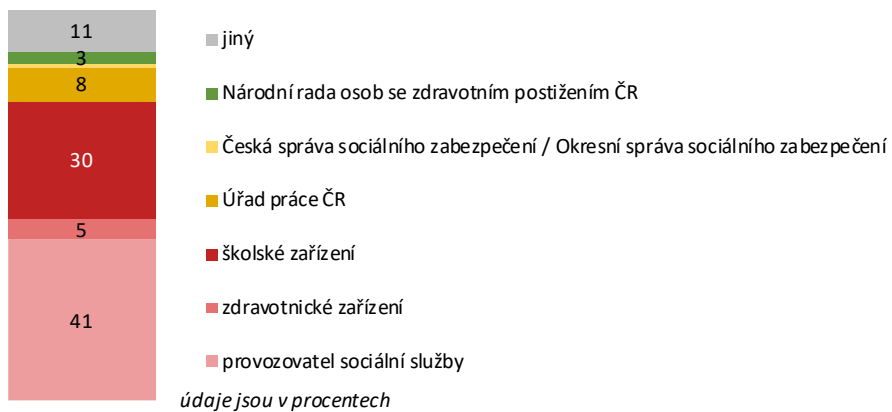 11
jiný
3
Národní rada osob se zdravotním postižením ČR
8
Česká správa sociálního zabezpečení / Okresní správa sociálního zabezpečení
30
Úřad práce ČR
5
školské zařízení
zdravotnické zařízení
41
provozovatel sociální služby
údaje jsou v procentech